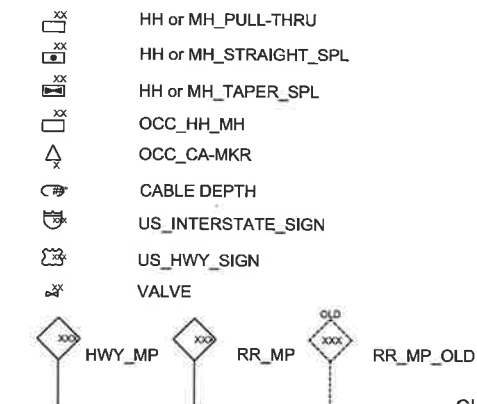 XX HH or MH_PULL-THRU
XX HH or MH_STRAIGHT_SPL
XX HH or MH_TAPER_SPL
XX OCC_HH_MH
XX OCC_CA-MKR
CABLE DEPTH
US_INTERSTATE_SIGN
US_HWY_SIGN
VALVE
OLD
XXX HWY_MP XXX RR_MP XXX RR_MP_OLD